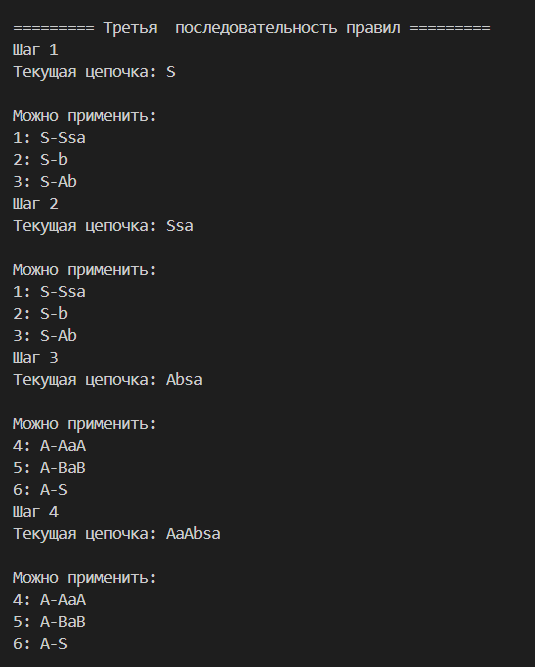 ========= Третья  последовательность правил =========
Шаг 1
Текущая цепочка: S
Можно применить:
1: S-Ssa
2: S-b
3: S-Ab
Шаг 2
Текущая цепочка: Ssa
Можно применить:
1: S-Ssa
2: S-b
3: S-Ab
Шаг 3
Текущая цепочка: Absa
Можно применить:
4: A-AaA
5: A-BaB
6: A-S
Шаг 4
Текущая цепочка: AaAbsa
Можно применить:
4: A-AaA
5: A-BaB
6: A-S